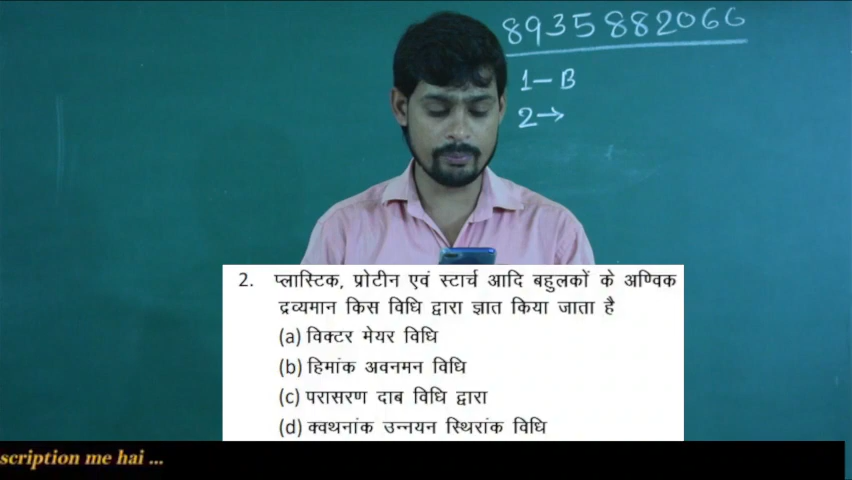 8935882066
1-B
2→
2. प्लास्टिक, प्रोटीन एवं स्टार्च आदि बहुलकों के अण्विक
द्रव्यमान किस विधि द्वारा ज्ञात किया जाता है
(a) विक्टर मेयर विधि
(b) हिमांक अवनमन विधि
(c) परासरण दाब विधि द्वारा
(d) क्वथनांक उन्नयन स्थिरांक विधि
scription me hai ...